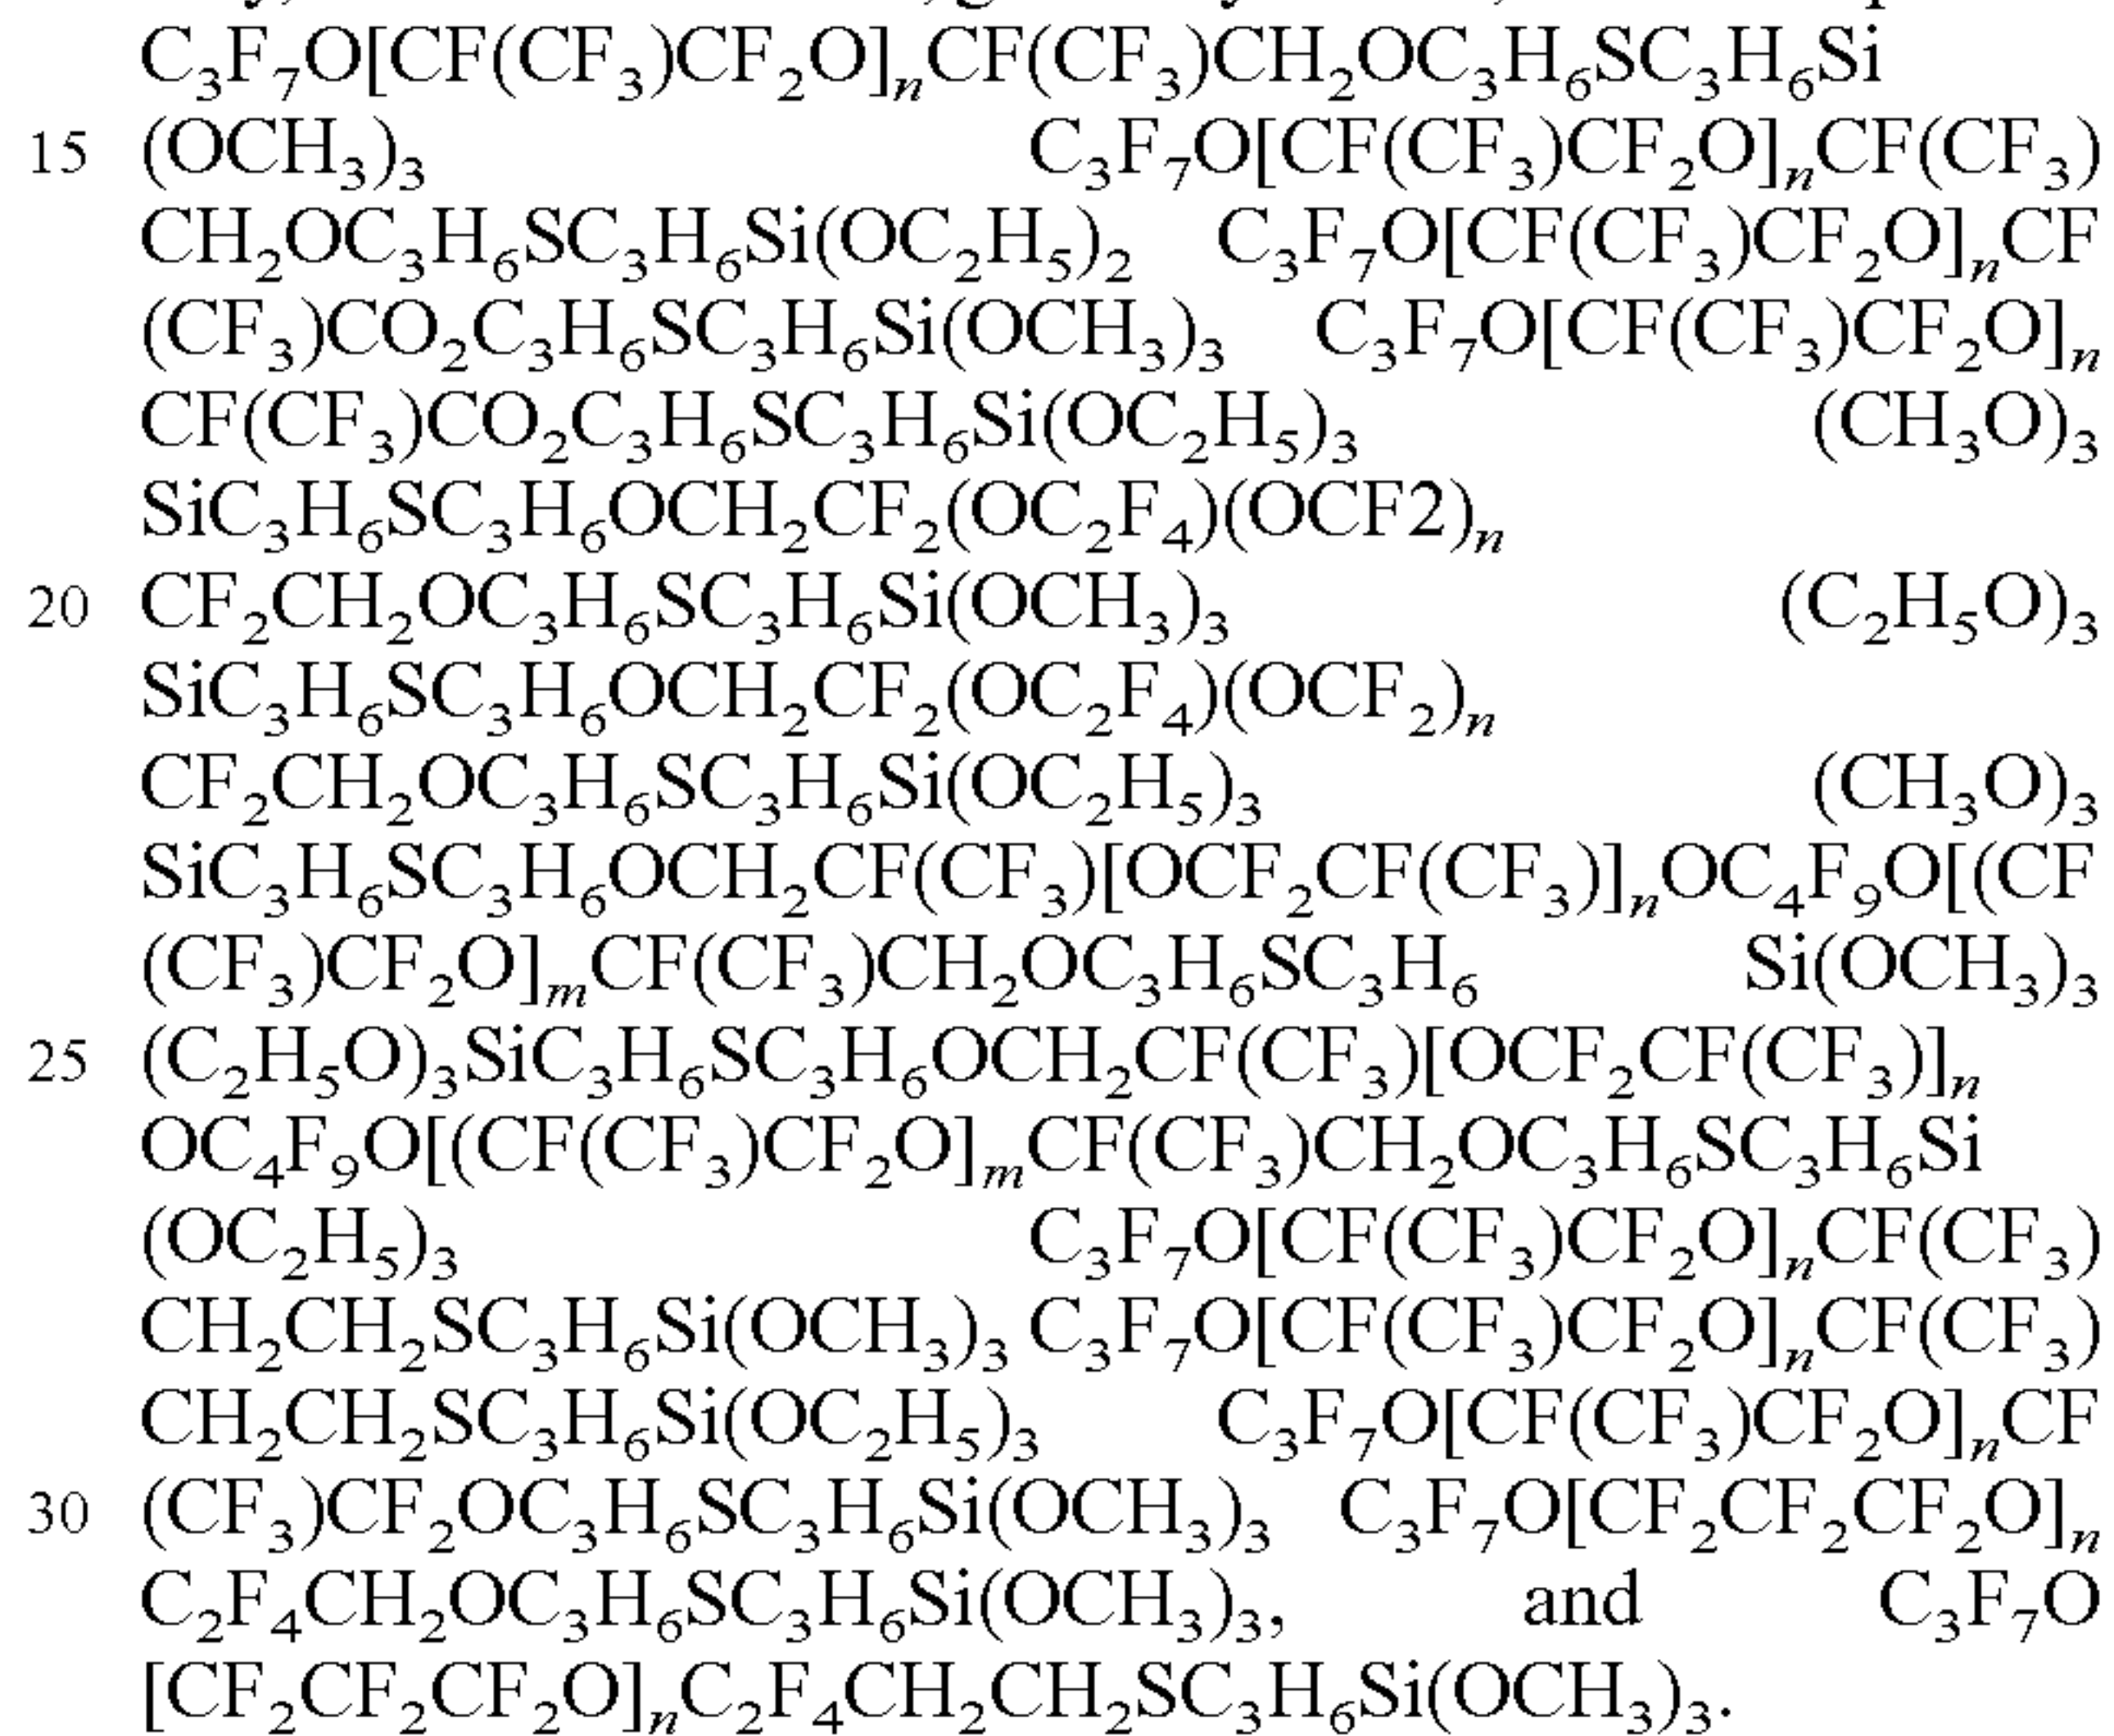 C₃F₇O[CF(CF₃)CF₂O]ₙCF(CF₃)CH₂OC₃H₆SC₃H₆Si
15 (OCH₃)₃ C₃F₇O[CF(CF₃)CF₂O]ₙCF(CF₃)
CH₂OC₃H₆SC₃H₆Si(OC₂H₅)₂ C₃F₇O[CF(CF₃)CF₂O]ₙCF
(CF₃)CO₂C₃H₆SC₃H₆Si(OCH₃)₃ C₃F₇O[CF(CF₃)CF₂O]ₙ
CF(CF₃)CO₂C₃H₆SC₃H₆Si(OC₂H₅)₃ (CH₃O)₃
SiC₃H₆SC₃H₆OCH₂CF₂(OC₂F₄)(OCF2)ₙ
20 CF₂CH₂OC₃H₆SC₃H₆Si(OCH₃)₃ (C₂H₅O)₃
SiC₃H₆SC₃H₆OCH₂CF₂(OC₂F₄)(OCF₂)ₙ
CF₂CH₂OC₃H₆SC₃H₆Si(OC₂H₅)₃ (CH₃O)₃
SiC₃H₆SC₃H₆OCH₂CF(CF₃)[OCF₂CF(CF₃)]ₙOC₄F₉O[(CF
(CF₃)CF₂O]ₘCF(CF₃)CH₂OC₃H₆SC₃H₆ Si(OCH₃)₃
25 (C₂H₅O)₃SiC₃H₆SC₃H₆OCH₂CF(CF₃)[OCF₂CF(CF₃)]ₙ
OC₄F₉O[(CF(CF₃)CF₂O]ₘCF(CF₃)CH₂OC₃H₆SC₃H₆Si
(OC₂H₅)₃ C₃F₇O[CF(CF₃)CF₂O]ₙCF(CF₃)
CH₂CH₂SC₃H₆Si(OCH₃)₃ C₃F₇O[CF(CF₃)CF₂O]ₙCF(CF₃)
CH₂CH₂SC₃H₆Si(OC₂H₅)₃ C₃F₇O[CF(CF₃)CF₂O]ₙCF
30 (CF₃)CF₂OC₃H₆SC₃H₆Si(OCH₃)₃ C₃F₇O[CF₂CF₂CF₂O]ₙ
C₂F₄CH₂OC₃H₆SC₃H₆Si(OCH₃)₃, and C₃F₇O
[CF₂CF₂CF₂O]ₙC₂F₄CH₂CH₂SC₃H₆Si(OCH₃)₃.